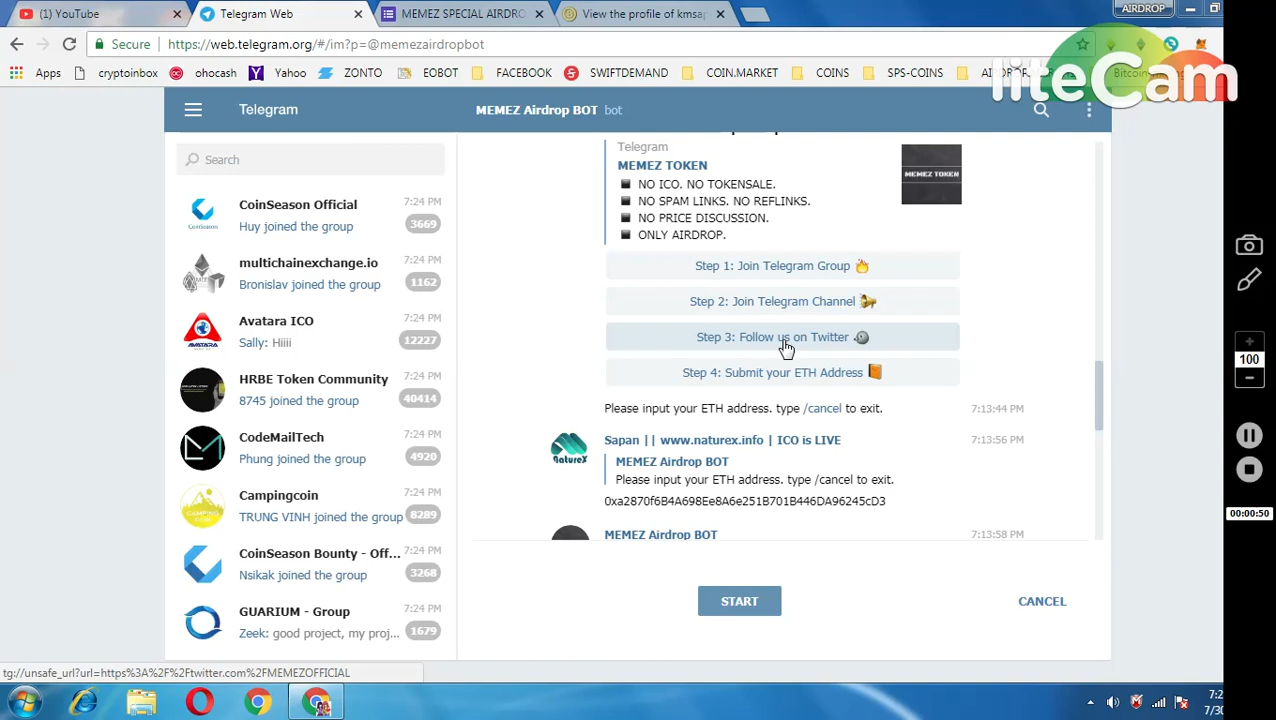 YouTube
Telegram Web
MEMEZ SPECIAL AIRDRO
View the profile of kmsap
AIRDROP
Secure
https://web.telegram.org/#/im?p=@memezairdropbot
Apps
cryptoinbox
ohocash
Yahoo
ZONTO
EOBOT
FACEBOOK
SWIFTDEMAND
COIN.MARKET
COINS
SPS-COINS
liteCam
Telegram
MEMEZ Airdrop BOT bot
Search
CoinSeason Official
7:24 PM
Huy joined the group
3669
multichainexchange.io
7:24 PM
Bronislav joined the group
1162
Avatara ICO
7:24 PM
Sally: Hiiii
12227
HRBE Token Community
7:24 PM
8745 joined the group
40414
CodeMailTech
7:24 PM
Phung joined the group
4920
Campingcoin
7:24 PM
TRUNG VINH joined the group
8289
CoinSeason Bounty - Off...
7:24 PM
Nsikak joined the group
3268
GUARIUM - Group
7:24 PM
Zeek: good project, my proj...
1679
Telegram
MEMEZ TOKEN
NO ICO. NO TOKENSALE.
NO SPAM LINKS. NO REFLINKS.
NO PRICE DISCUSSION.
ONLY AIRDROP.
MEMEZ TOKEN
Step 1: Join Telegram Group
Step 2: Join Telegram Channel
Step 3: Follow us on Twitter
Step 4: Submit your ETH Address
Please input your ETH address. type /cancel to exit.
7:13:44 PM
Sapan || www.naturex.info | ICO is LIVE
7:13:56 PM
MEMEZ Airdrop BOT
Please input your ETH address. type /cancel to exit.
0xa2870f6B4A698Ee8A6e251B701B446DA96245cD3
MEMEZ Airdrop BOT
7:13:58 PM
START
CANCEL
tg://unsafe_url?url=https%3A%2F%2Ftwitter.com%2FMEMEZOFFICIAL
100
00:00:50
7:2
7/30